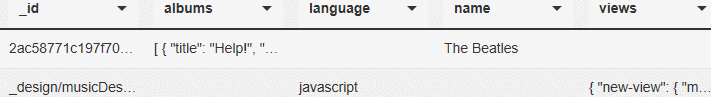 _id albums language name views
2ac58771c197f70... [ { "title": "Help!", "... The Beatles
_design/musicDes... javascript { "new-view": { "m...